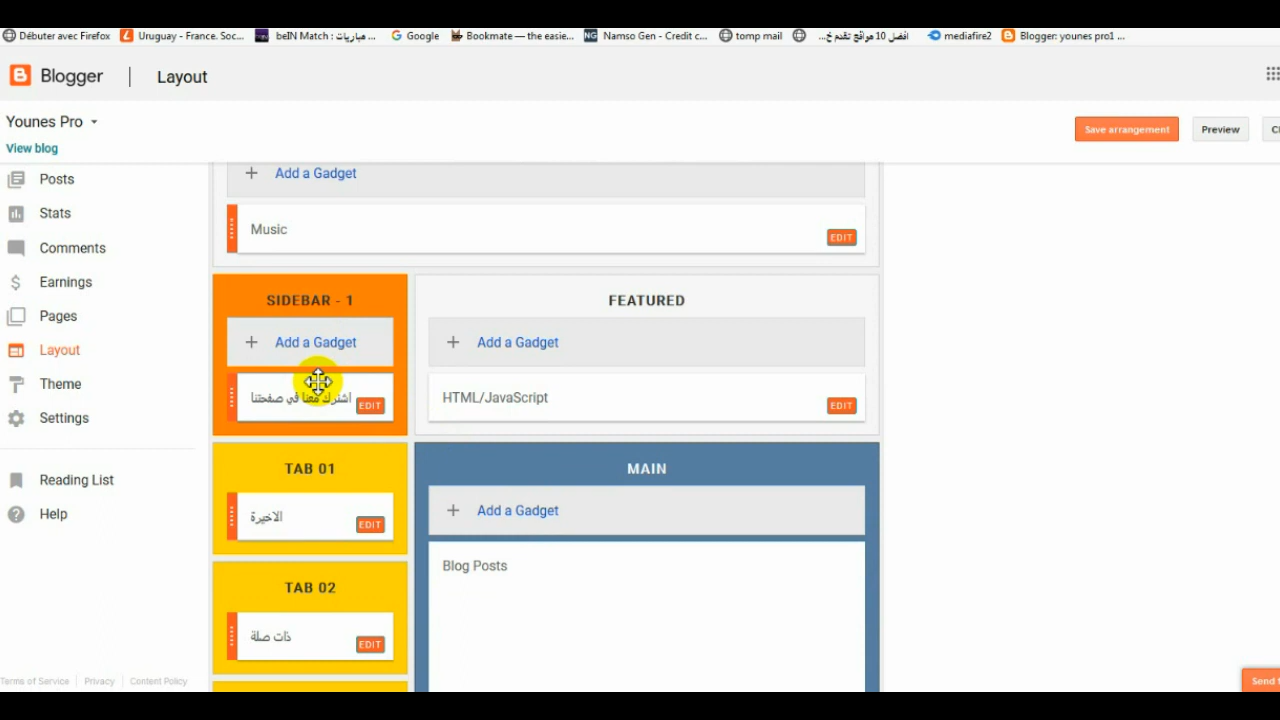 Débuter avec Firefox
Uruguay - France. Soc...
beIN Match : مباريات ...
Google
Bookmate — the easie...
Namso Gen - Credit c...
tomp mail
افضل 10 مواقع تقدم خ...
mediafire2
Blogger: younes pro1 ...
Blogger
Layout
Younes Pro
View blog
Save arrangement
Preview
Posts
Stats
Comments
Earnings
Pages
Layout
Theme
Settings
Reading List
Help
Terms of Service
Privacy
Content Policy
+ Add a Gadget
Music
EDIT
SIDEBAR - 1
+ Add a Gadget
اشترك معنا في صفحتنا
EDIT
FEATURED
+ Add a Gadget
HTML/JavaScript
EDIT
TAB 01
الاخيرة
EDIT
TAB 02
ذات صلة
EDIT
MAIN
+ Add a Gadget
Blog Posts
Send